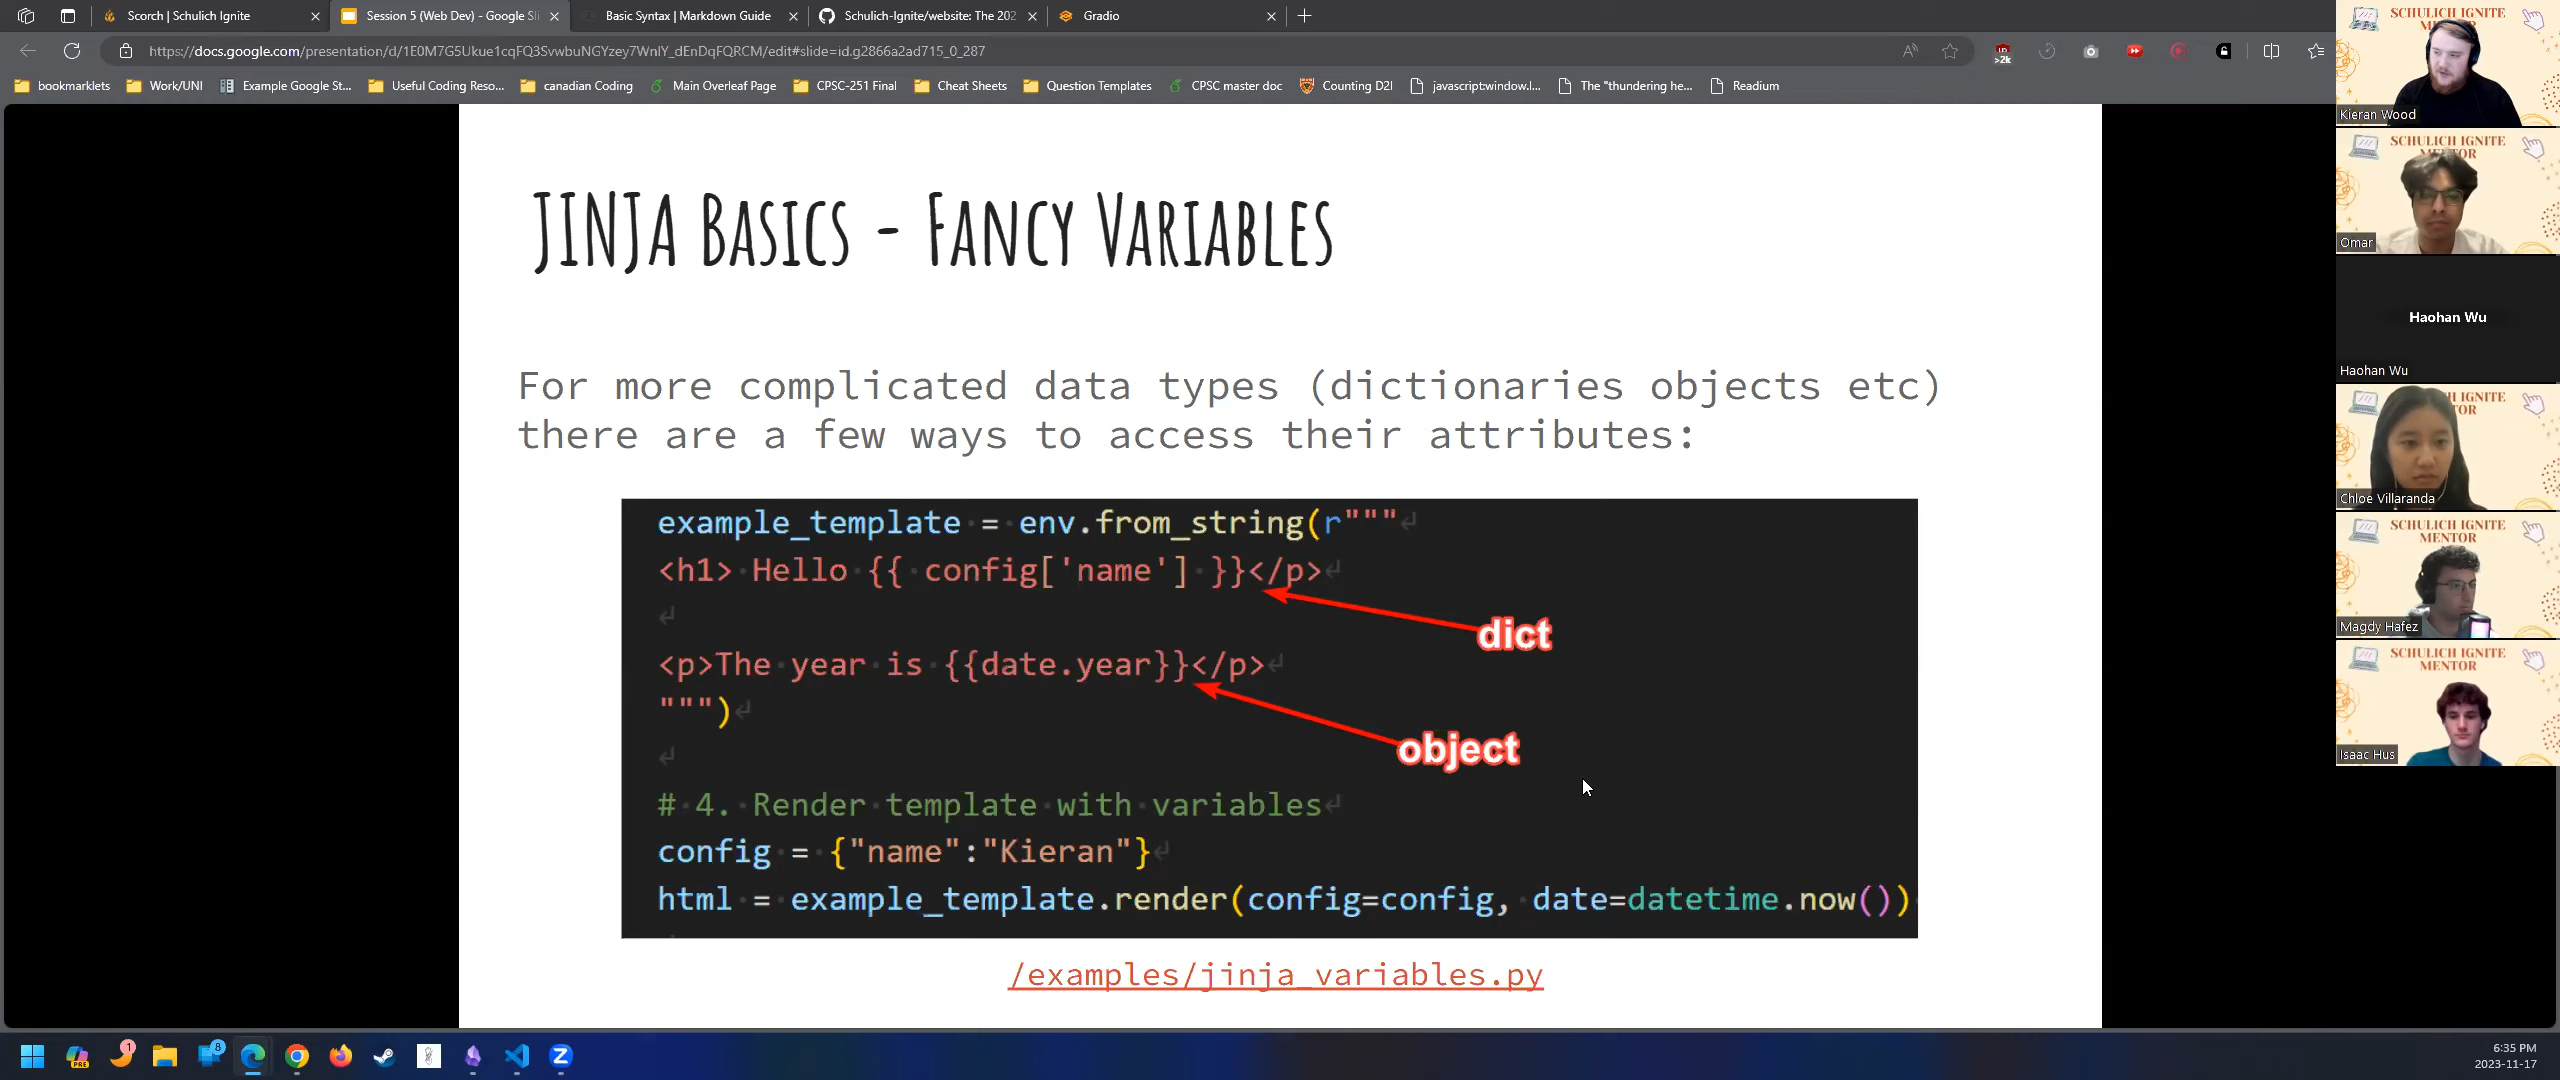 Scorch | Schulich Ignite
Session 5 (Web Dev) - Google Sli
Basic Syntax | Markdown Guide
Schulich-Ignite/website: The 202
Gradio
https://docs.google.com/presentation/d/1E0M7G5Ukue1cqFQ3SvwbuNGYzey7WnlY_dEnDqFQRCM/edit#slide=id.g2866a2ad715_0_287
>2k
bookmarklets
Work/UNI
Example Google St...
Useful Coding Reso...
canadian Coding
Main Overleaf Page
CPSC-251 Final
Cheat Sheets
Question Templates
CPSC master doc
Counting D2l
javascript:window.l...
The "thundering he...
Readium
JINJA Basics - Fancy Variables
For more complicated data types (dictionaries objects etc)
there are a few ways to access their attributes:
example_template = env.from_string(r"""
<h1> Hello {{ config['name'] }}</p>
dict
<p>The year is {{date.year}}</p>
""")
object
# 4. Render template with variables
config = {"name":"Kieran"}
html = example_template.render(config=config, date=datetime.now())
/examples/jinja_variables.py
SCHULICH IGNITE
Kieran Wood
SCHULICH IGNITE
MENTOR
Omar
Haohan Wu
Haohan Wu
Chloe Villaranda
SCHULICH IGNITE
MENTOR
Magdy Hafez
SCHULICH IGNITE
MENTOR
Isaac Hus
1
8
PRE
6:35 PM
2023-11-17